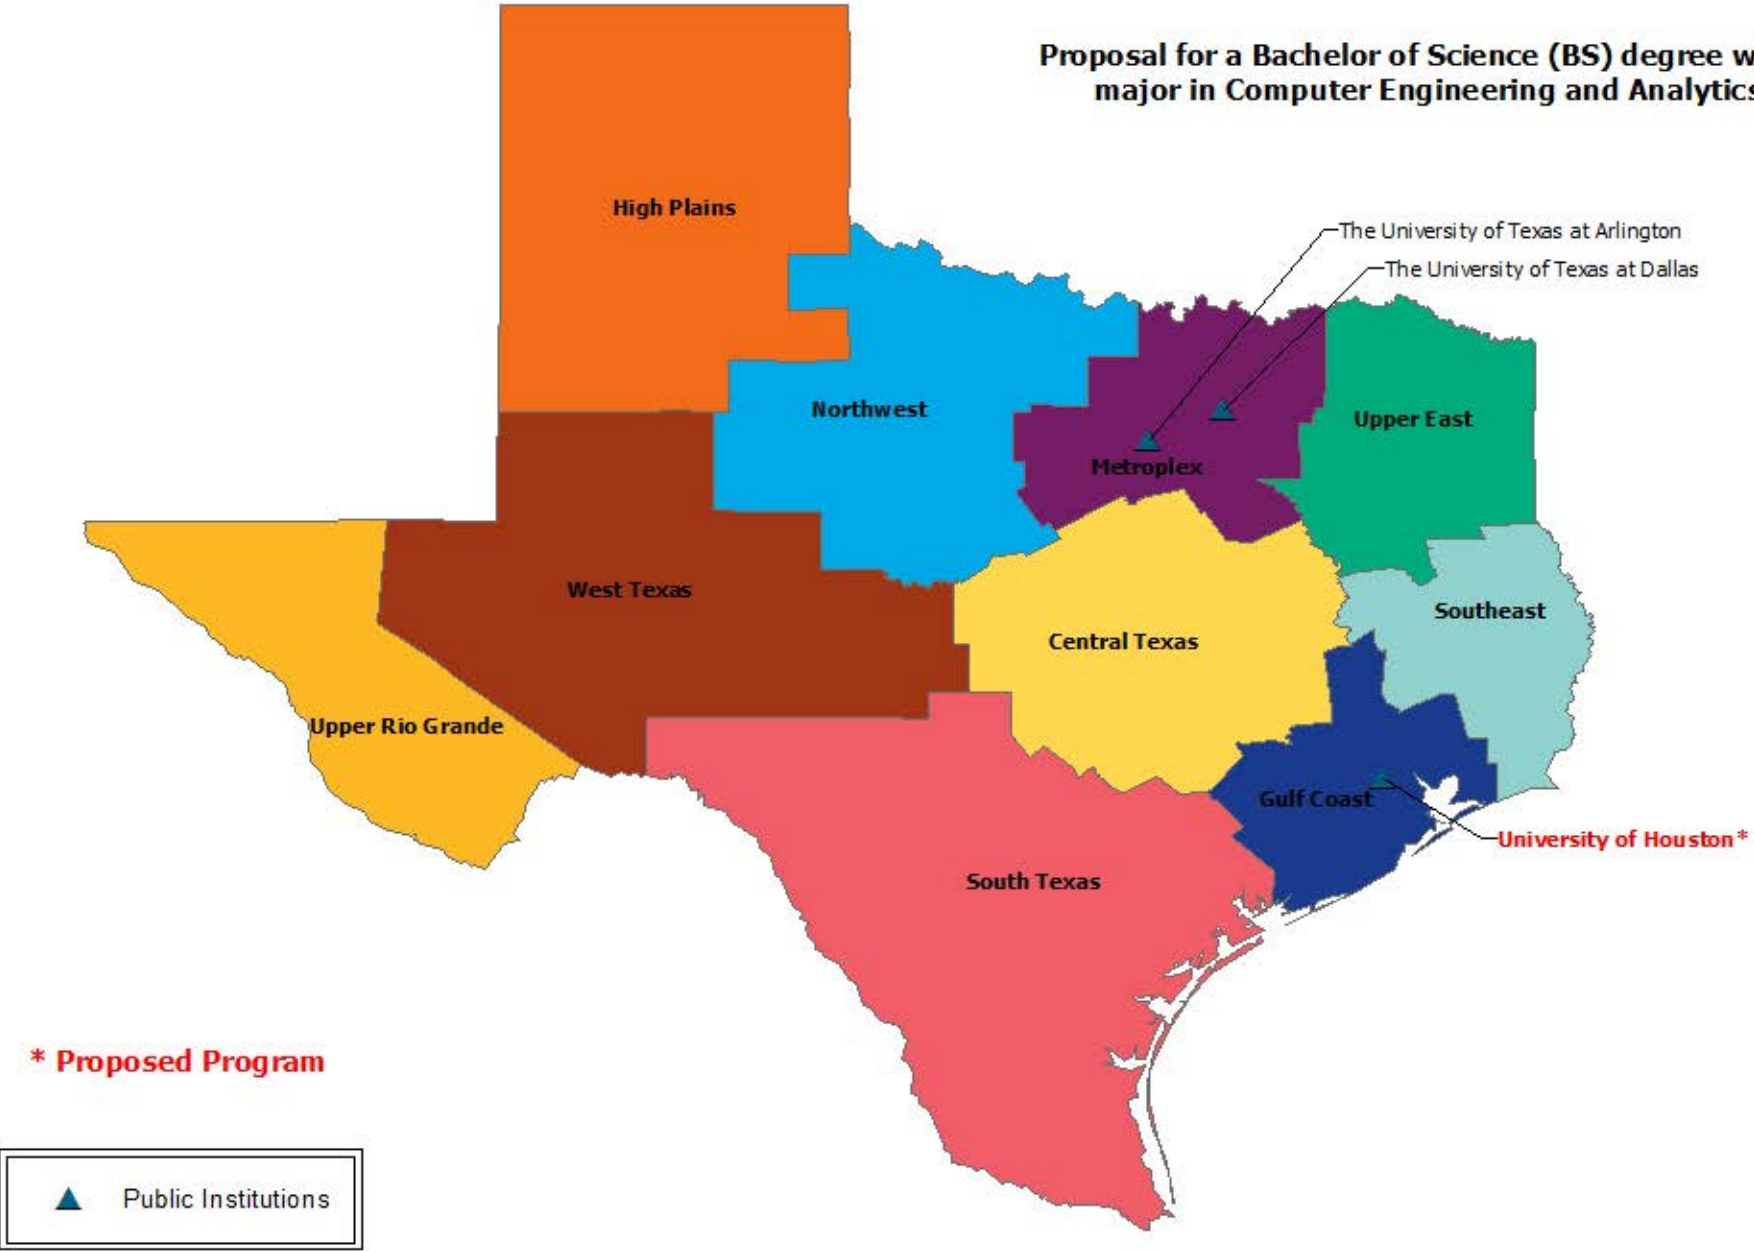 Proposal for a Bachelor of Science (BS) degree w
major in Computer Engineering and Analytics
High Plains
The University of Texas at Arlington
The University of Texas at Dallas
Northwest
Upper East
Metroplex
West Texas
Southeast
Central Texas
Upper Rio Grande
Gulf Coast
University of Houston*
South Texas
* Proposed Program
Public Institutions